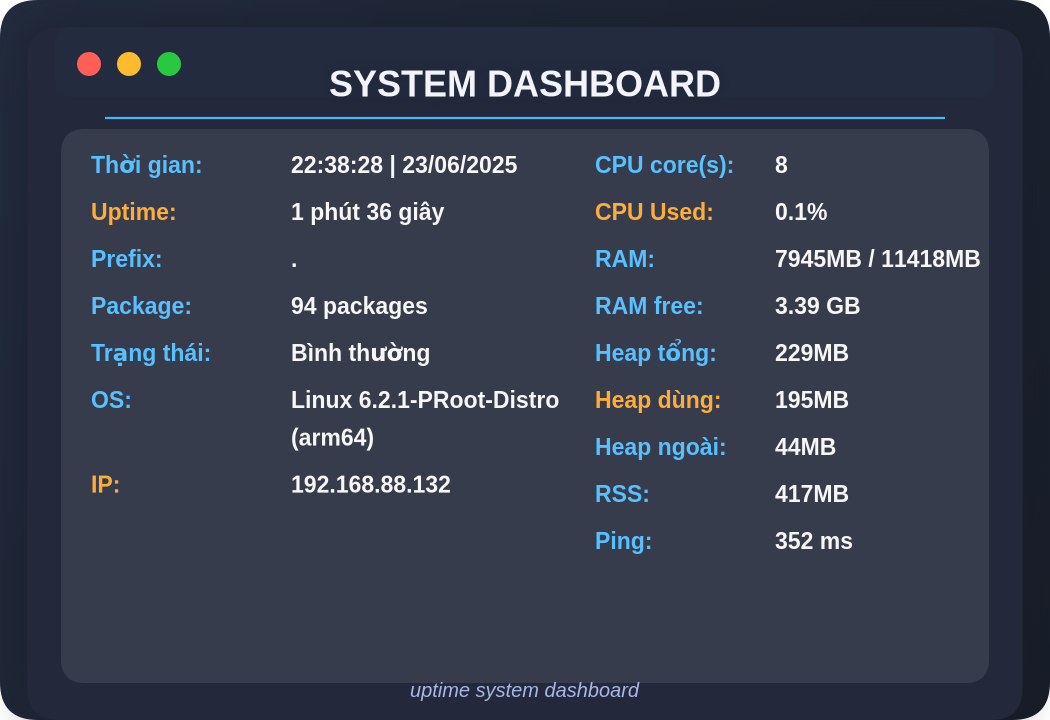 SYSTEM DASHBOARD
Thời gian: 22:38:28 | 23/06/2025
Uptime: 1 phút 36 giây
Prefix: .
Package: 94 packages
Trạng thái: Bình thường
OS: Linux 6.2.1-PRoot-Distro
(arm64)
IP: 192.168.88.132
CPU core(s): 8
CPU Used: 0.1%
RAM: 7945MB / 11418MB
RAM free: 3.39 GB
Heap tổng: 229MB
Heap dùng: 195MB
Heap ngoài: 44MB
RSS: 417MB
Ping: 352 ms
uptime system dashboard